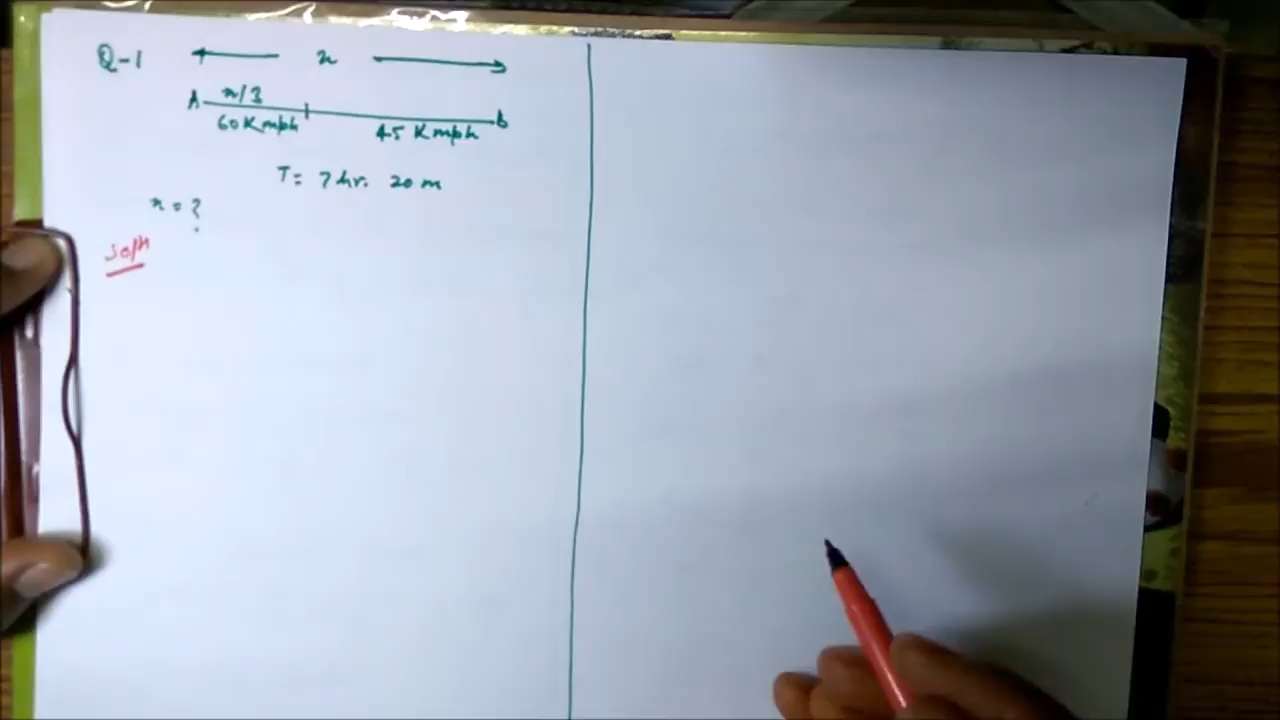 Q-1 x
A x/3 B
60 Kmph 45 Kmph
T = 7 hr. 20 m
x = ?
Soln